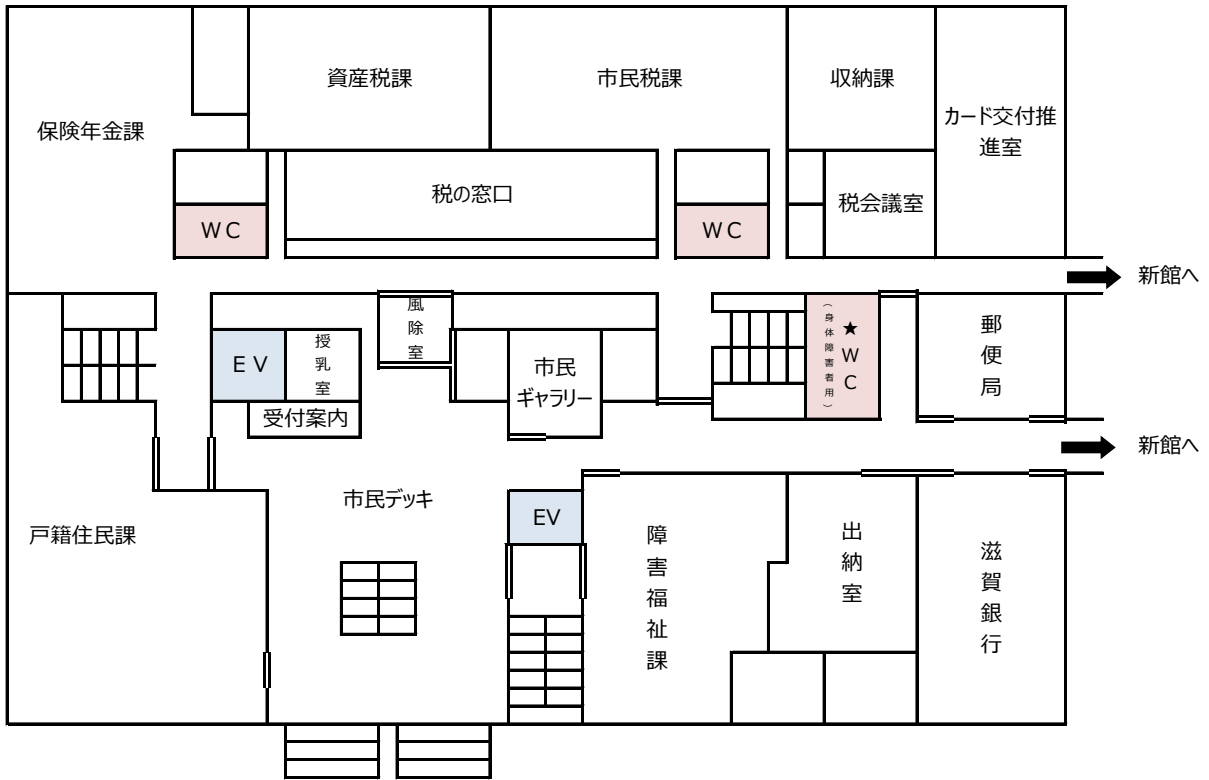 資産税課
市民税課
収納課
カード交付推
進室
保険年金課
税の窓口
税会議室
ＷＣ
ＷＣ
新館へ
風除室
ＥＶ
授乳室
市民
ギャラリー
★ＷＣ
（身体障害者用）
郵便局
受付案内
新館へ
市民デッキ
EV
戸籍住民課
障害福祉課
出納室
滋賀銀行